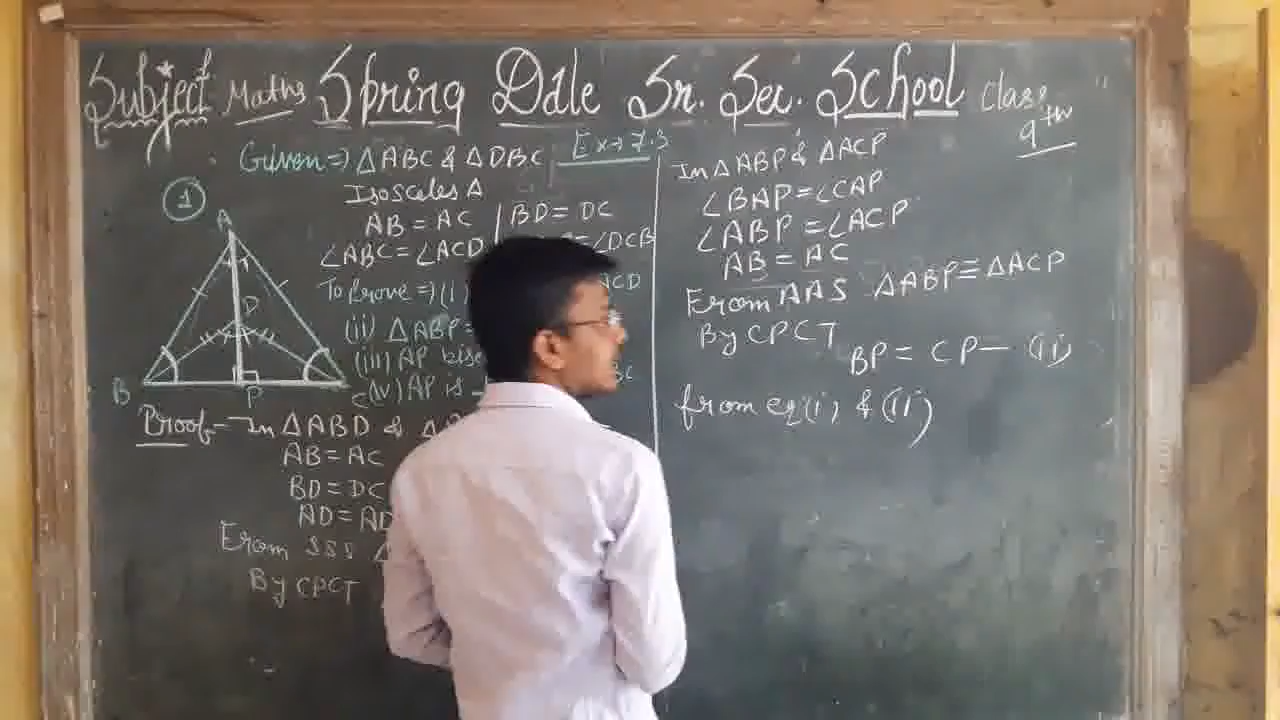 Subject Maths Spring Dale Sr. Sec. School Class 9th
Given ⇒ △ABC & △DBC Ex → 7.3
Isosceles △
AB = AC | BD = DC
∠ABC = ∠ACD ∠DCB
To Prove ⇒ (i) ACD
(ii) △ABP =
(iii) AP bise
(iv) AP is BC
1
A
D
B
P
C
Proof- In △ABD & △
AB = AC
BD = DC
AD = AD
From SSS △
By CPCT
In △ABP & △ACP
∠BAP = ∠CAP
∠ABP = ∠ACP
AB = AC
From AAS △ABP ≅ △ACP
By CPCT
BP = CP — (ii)
from eq (i) & (ii)